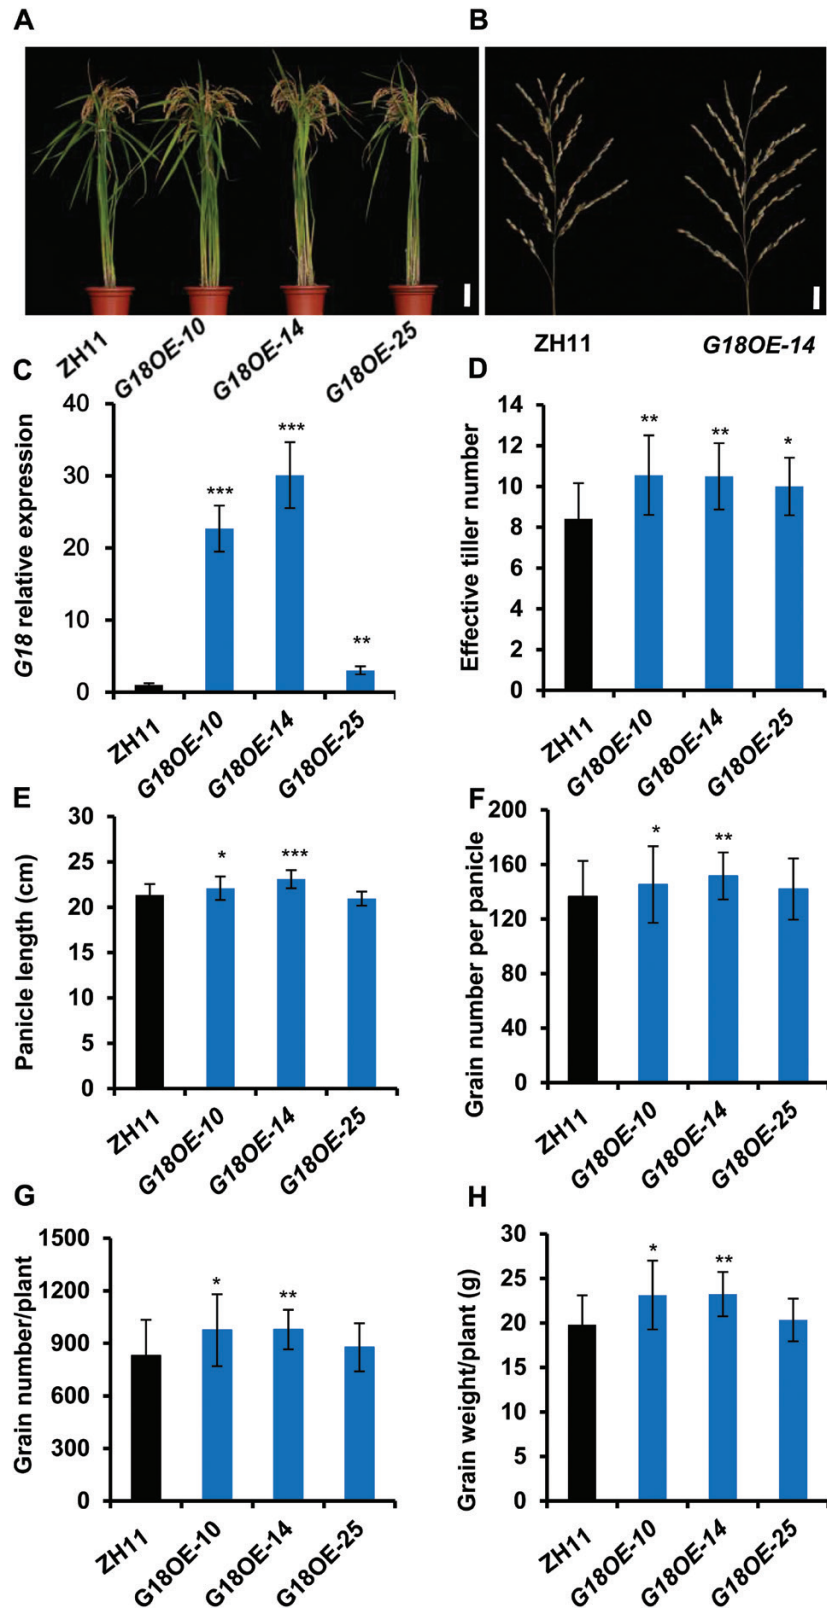 A
B
ZH11
G18OE-10
G18OE-14
G18OE-25
ZH11
G18OE-14
C
G18 relative expression
40
30
20
10
0
***
***
**
ZH11
G18OE-10
G18OE-14
G18OE-25
D
Effective tiller number
14
12
10
8
6
4
2
0
**
**
*
ZH11
G18OE-10
G18OE-14
G18OE-25
E
Panicle length (cm)
30
25
20
15
10
5
0
*
***
ZH11
G18OE-10
G18OE-14
G18OE-25
F
Grain number per panicle
200
160
120
80
40
0
*
**
ZH11
G18OE-10
G18OE-14
G18OE-25
G
Grain number/plant
1500
1200
900
600
300
0
*
**
ZH11
G18OE-10
G18OE-14
G18OE-25
H
Grain weight/plant (g)
30
25
20
15
10
5
0
*
**
ZH11
G18OE-10
G18OE-14
G18OE-25